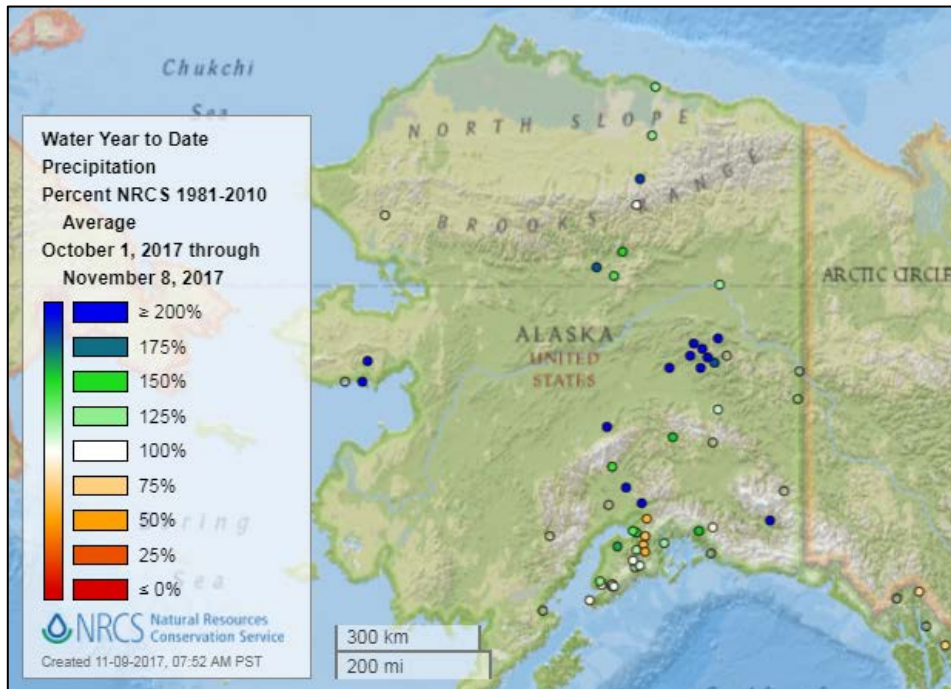 Chukchi
Sea
NORTH SLOPE
BROOKS RANGE
ARCTIC CIRCLE
ALASKA
UNITED
STATES
Bering
Sea
Water Year to Date
Precipitation
Percent NRCS 1981-2010
Average
October 1, 2017 through
November 8, 2017
≥ 200%
175%
150%
125%
100%
75%
50%
25%
≤ 0%
NRCS Natural Resources
Conservation Service
Created 11-09-2017, 07:52 AM PST
300 km
200 mi